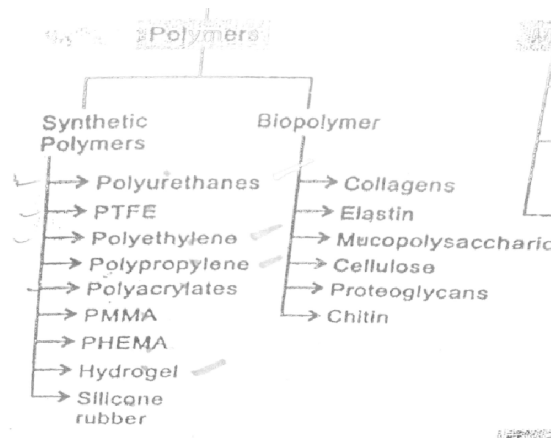 Polymers
Synthetic
Polymers
Polyurethanes
PTFE
Polyethylene
Polypropylene
Polyacrylates
PMMA
PHEMA
Hydrogel
Silicone
rubber
Biopolymer
Collagens
Elastin
Mucopolysaccharid
Cellulose
Proteoglycans
Chitin